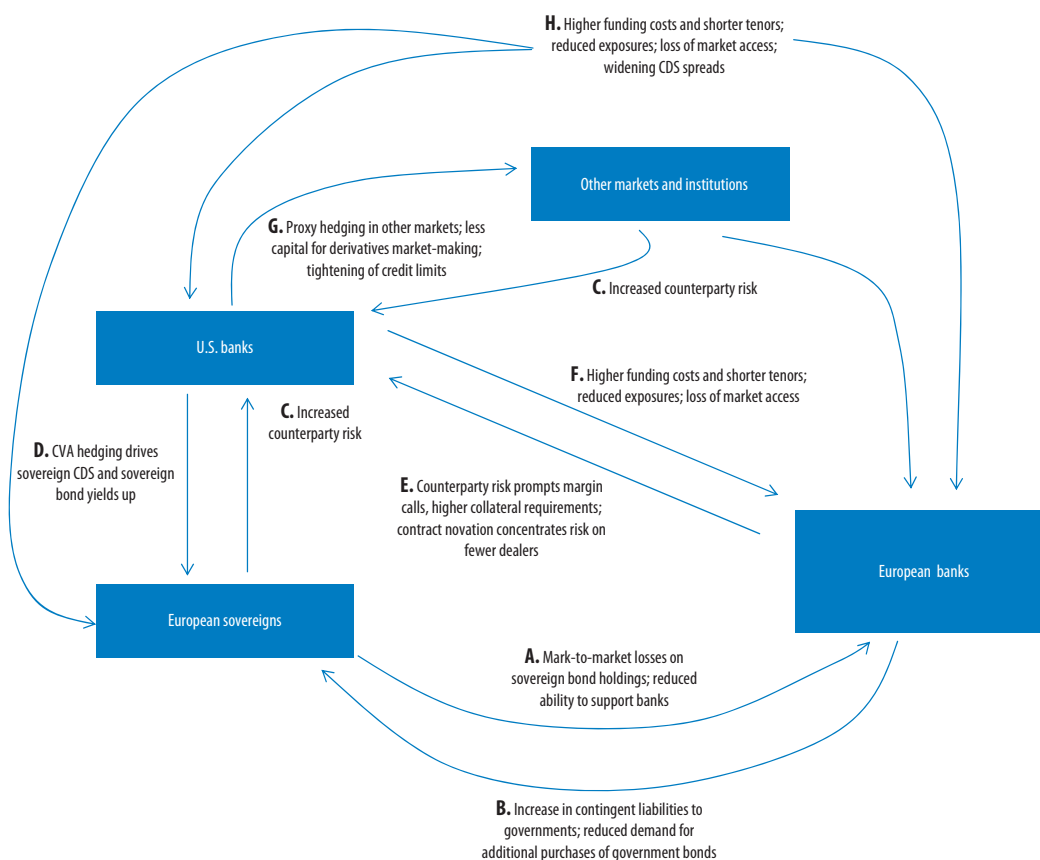 H. Higher funding costs and shorter tenors;
reduced exposures; loss of market access;
widening CDS spreads
Other markets and institutions
G. Proxy hedging in other markets; less
capital for derivatives market-making;
tightening of credit limits
C. Increased counterparty risk
U.S. banks
F. Higher funding costs and shorter tenors;
reduced exposures; loss of market access
C. Increased
counterparty risk
D. CVA hedging drives
sovereign CDS and sovereign
bond yields up
E. Counterparty risk prompts margin
calls, higher collateral requirements;
contract novation concentrates risk on
fewer dealers
European banks
European sovereigns
A. Mark-to-market losses on
sovereign bond holdings; reduced
ability to support banks
B. Increase in contingent liabilities to
governments; reduced demand for
additional purchases of government bonds